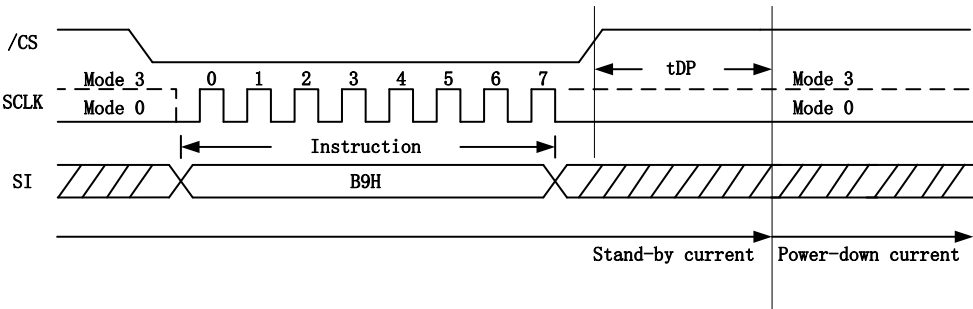 /CS
tDP
Mode 3 0 1 2 3 4 5 6 7 Mode 3
SCLK
Mode 0 Mode 0
Instruction
SI B9H
Stand-by current Power-down current